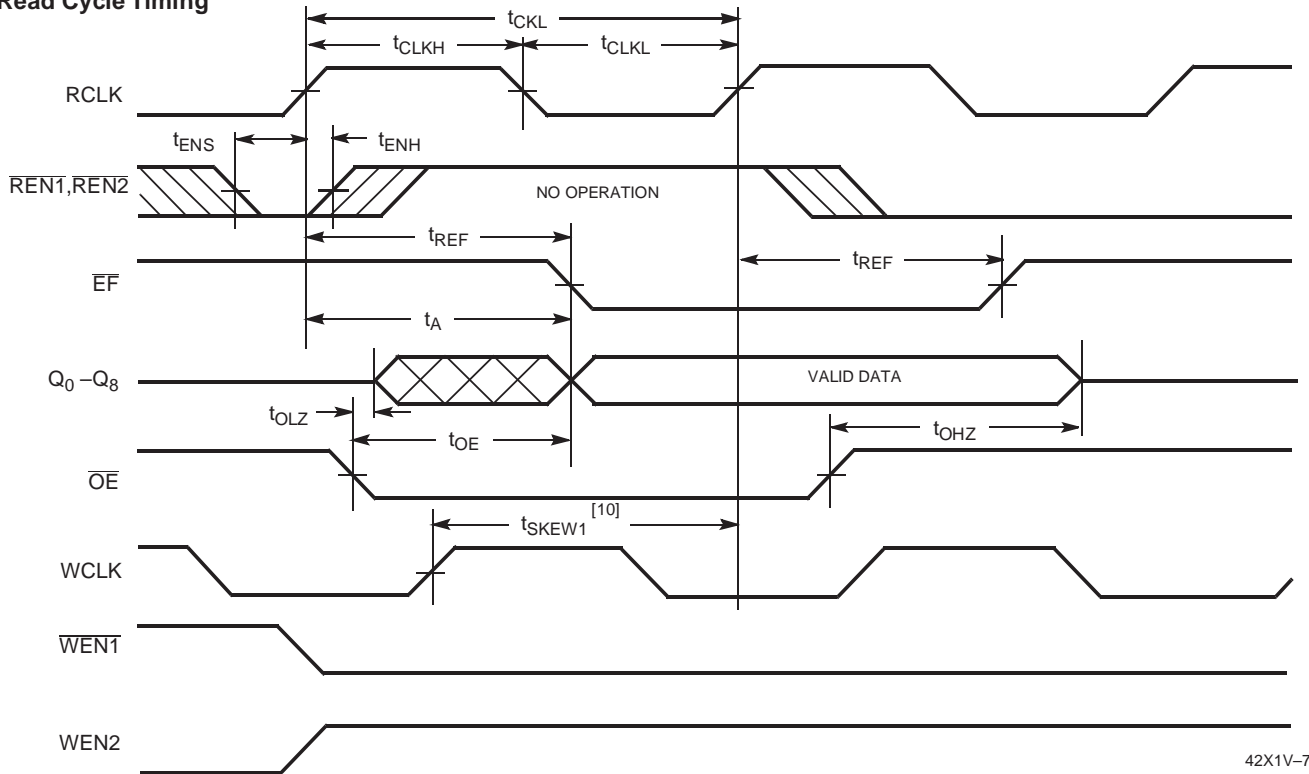 Read Cycle Timing
tCKL
tCLKH
tCLKL
RCLK
tENS
tENH
REN1,REN2
NO OPERATION
tREF
tREF
EF
tA
Q0 –Q8
VALID DATA
tOLZ
tOE
tOHZ
OE
tSKEW1[10]
WCLK
WEN1
WEN2
42X1V–7